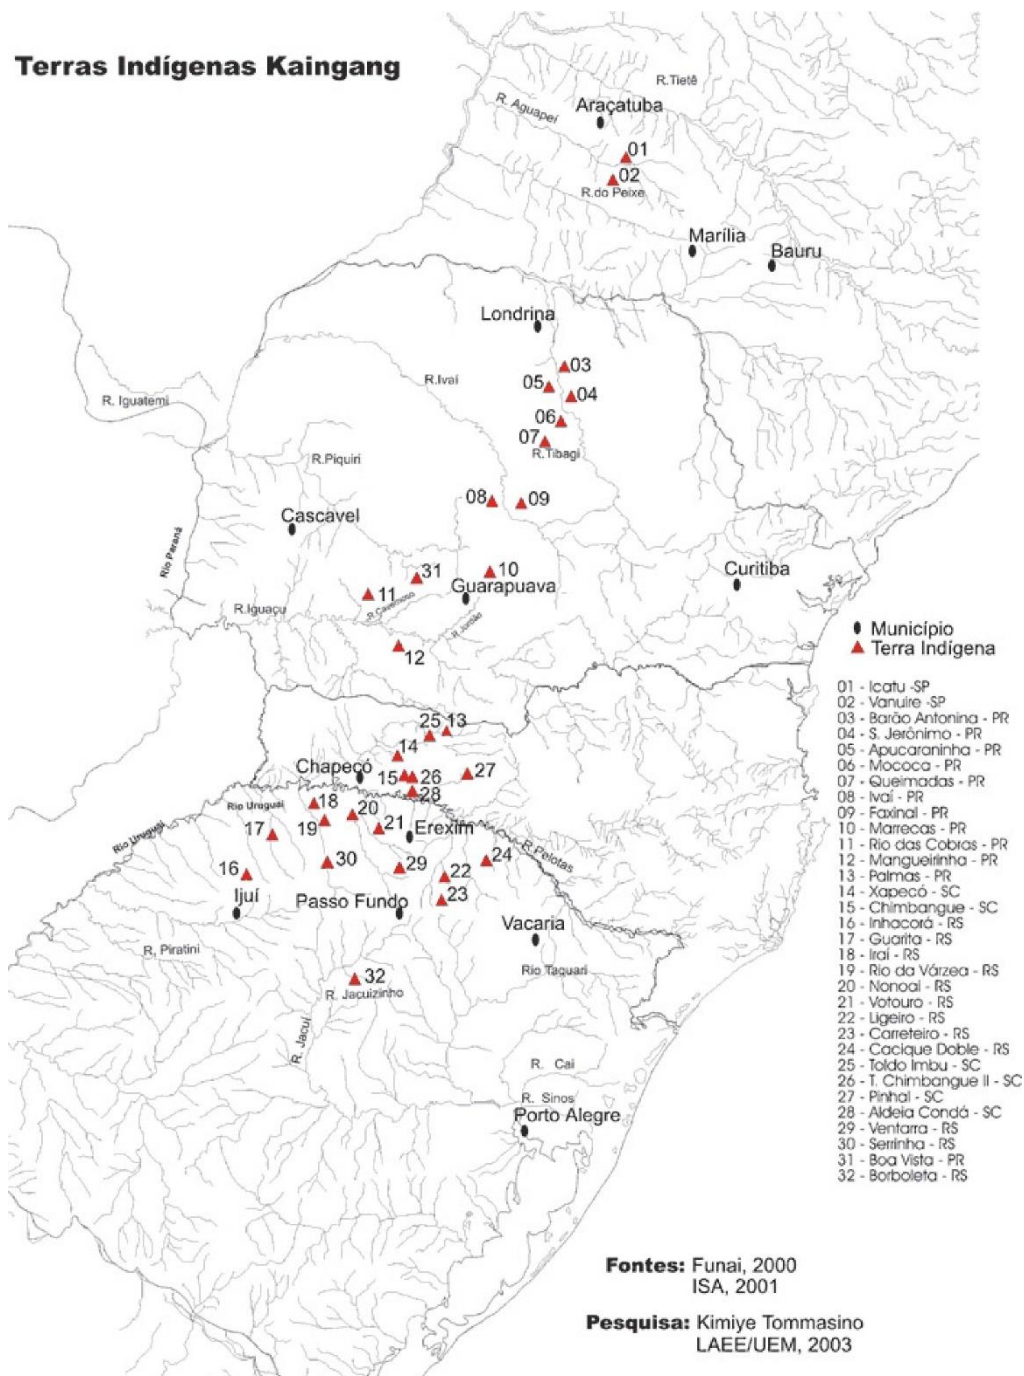 Terras Indígenas Kaingang
R.Tietê
R. Aguapeí
Araçatuba
01
02
R.do Peixe
Marília
Bauru
Londrina
03
05
04
R.Ivaí
R. Iguatemi
06
07
R.Tibagi
R.Piquiri
08
09
Cascavel
Rio Paraná
31
10
Curitiba
11
Guarapuava
R.Cavernoso
R.Iguaçu
R. Jordão
12
Município
Terra Indígena
25
13
14
Chapecó
15
26
27
28
Rio Uruguai
18
20
Rio Uruguai
19
21
Erexim
17
R. Pelotas
30
29
24
16
22
Ijuí
Passo Fundo
23
Vacaria
R, Piratini
Rio Taquari
32
R. Jacuizinho
R. Jacuí
R. Cai
R. Sinos
Porto Alegre
01 - Icatu -SP
02 - Vanuire -SP
03 - Barão Antonina - PR
04 - S. Jerônimo - PR
05 - Apucaraninha - PR
06 - Mococa - PR
07 - Queimadas - PR
08 - Ivaí - PR
09 - Faxinal - PR
10 - Marrecas - PR
11 - Rio das Cobras - PR
12 - Mangueirinha - PR
13 - Palmas - PR
14 - Xapecó - SC
15 - Chimbangue - SC
16 - Inhacorá - RS
17 - Guarita - RS
18 - Iraí - RS
19 - Rio da Várzea - RS
20 - Nonoai - RS
21 - Votouro - RS
22 - Ligeiro - RS
23 - Carreteiro - RS
24 - Cacique Doble - RS
25 - Toldo Imbu - SC
26 - T. Chimbangue II - SC
27 - Pinhal - SC
28 - Aldeia Condá - SC
29 - Ventarra - RS
30 - Serrinha - RS
31 - Boa Vista - PR
32 - Borboleta - RS
Fontes: Funai, 2000
ISA, 2001
Pesquisa: Kimiye Tommasino
LAEE/UEM, 2003